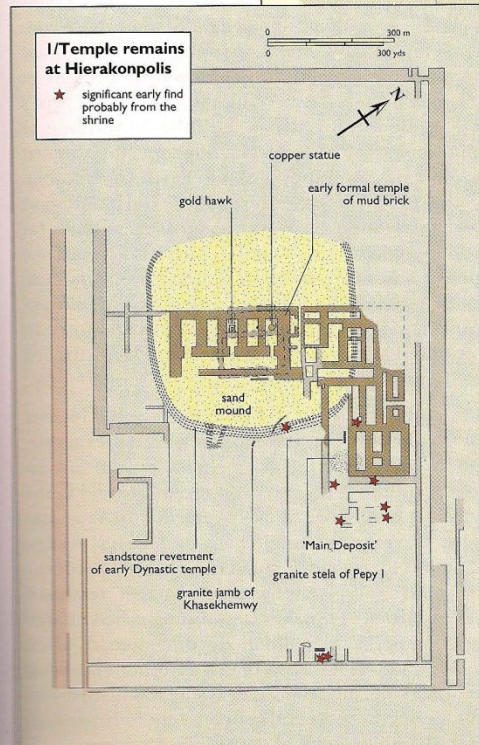 1/Temple remains
at Hierakonpolis
significant early find
probably from the
shrine
0 300 m
0 300 yds
N
copper statue
gold hawk
early formal temple
of mud brick
sand
mound
'Main Deposit'
sandstone revetment
of early Dynastic temple
granite stela of Pepy I
granite jamb of
Khasekhemwy